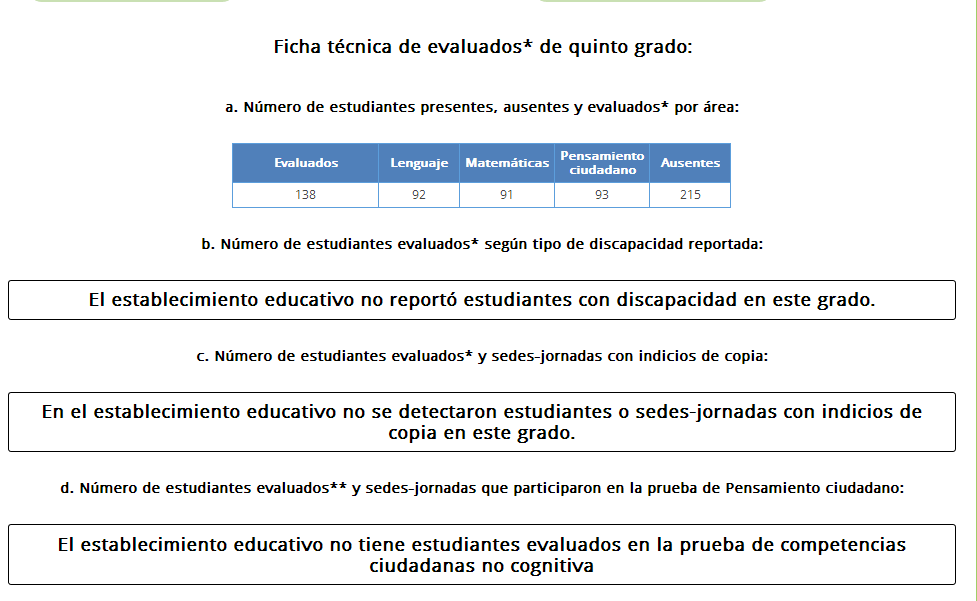 Ficha técnica de evaluados* de quinto grado:
a. Número de estudiantes presentes, ausentes y evaluados* por área:
Evaluados Lenguaje Matemáticas Pensamiento ciudadano Ausentes
138 92 91 93 215
b. Número de estudiantes evaluados* según tipo de discapacidad reportada:
El establecimiento educativo no reportó estudiantes con discapacidad en este grado.
c. Número de estudiantes evaluados* y sedes-jornadas con indicios de copia:
En el establecimiento educativo no se detectaron estudiantes o sedes-jornadas con indicios de
copia en este grado.
d. Número de estudiantes evaluados** y sedes-jornadas que participaron en la prueba de Pensamiento ciudadano:
El establecimiento educativo no tiene estudiantes evaluados en la prueba de competencias
ciudadanas no cognitiva